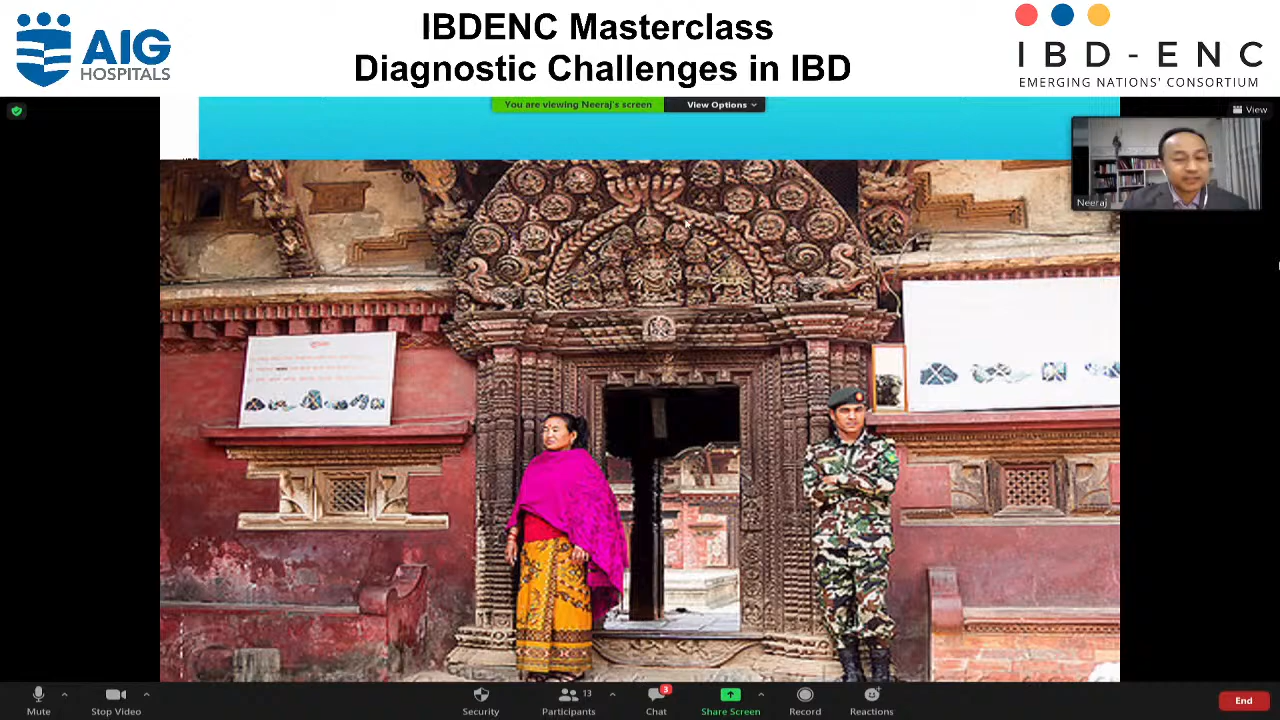 IBDENC Masterclass
Diagnostic Challenges in IBD
AIG
HOSPITALS
IBD-ENC
EMERGING NATIONS' CONSORTIUM
You are viewing Neeraj's screen
View Options
View
Neeraj
Mute
Stop Video
Security
13
Participants
3
Chat
Share Screen
Record
Reactions
End